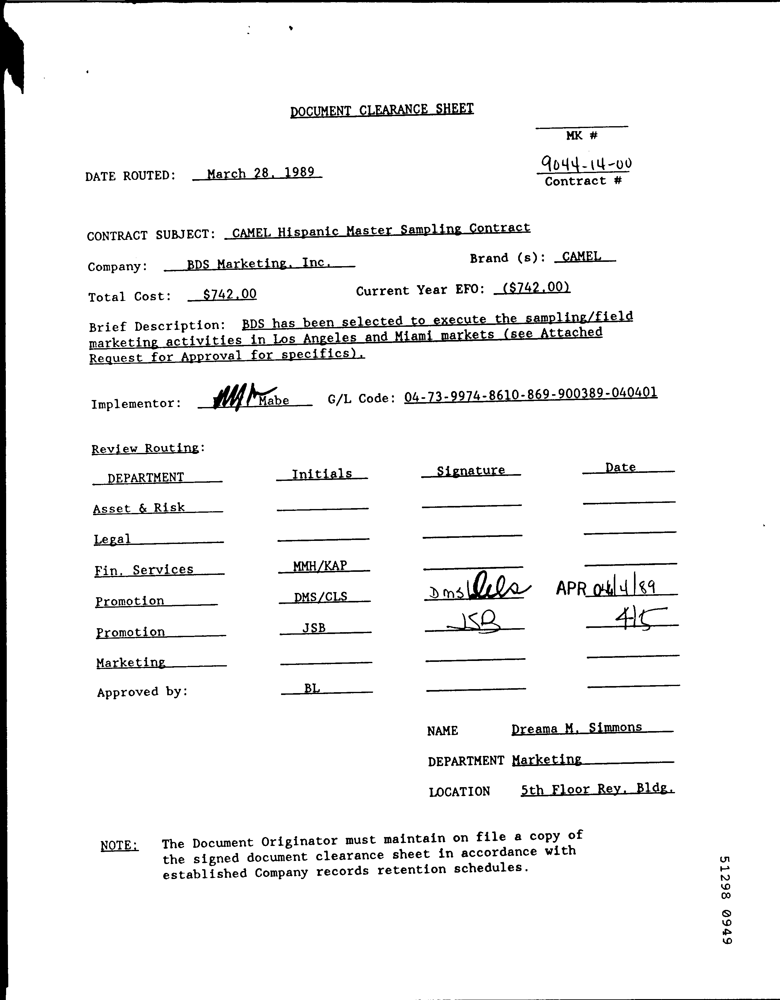 DOCUMENT CLEARANCE SHEET
MK #
9044-14-00
DATE ROUTED: March 28, 1989
Contract #
CONTRACT SUBJECT: CAMEL Hispanic Master Sampling Contract
Company: BDS Marketing, Inc. Brand (s): CAMEL
Total Cost: $742.00 Current Year EFO: ($742.00)
Brief Description: BDS has been selected to execute the sampling/field
marketing activities in Los Angeles and Miami markets (see Attached
Request for Approval for specifics).
Implementor: Mabe G/L Code: 04-73-9974-8610-869-900389-040401
Review Routing:
DEPARTMENT Initials Signature Date
Asset & Risk
Legal
Fin. Services MMH/KAP
Promotion DMS/CLS DMS/ APR 04/4/89
Promotion JSB JSB 4/5
Marketing
Approved by: BL
NAME Dreama M. Simmons
DEPARTMENT Marketing
LOCATION 5th Floor Rey. Bldg.
NOTE: The Document Originator must maintain on file a copy of
the signed document clearance sheet in accordance with
established Company records retention schedules.
51298 0949